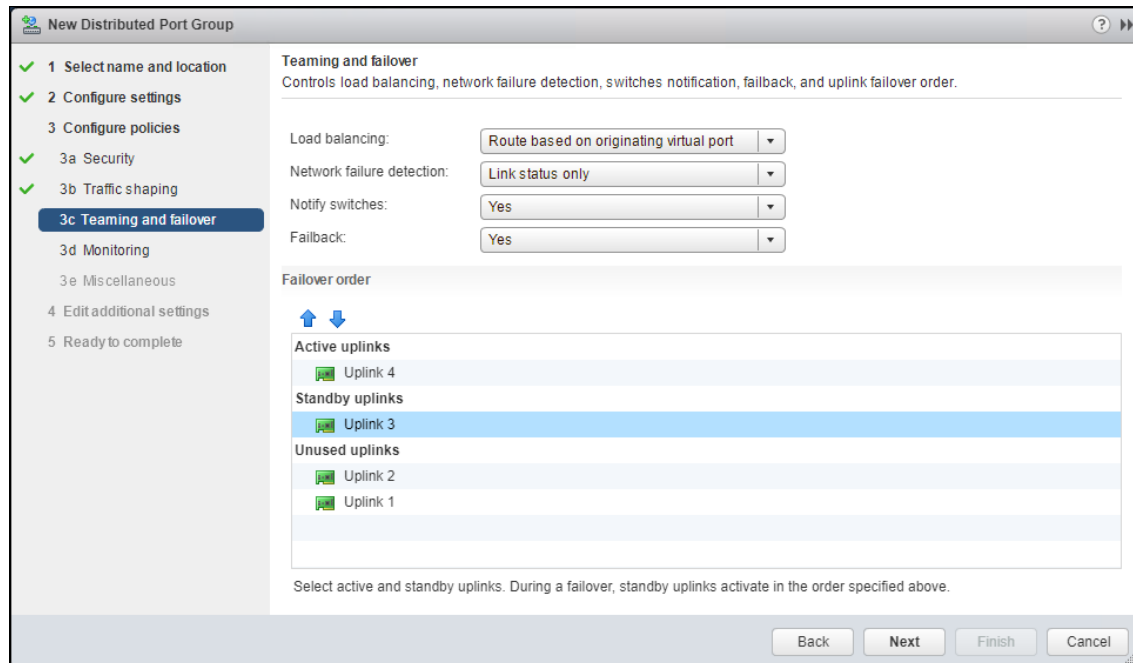 New Distributed Port Group
1 Select name and location
2 Configure settings
3 Configure policies
3a Security
3b Traffic shaping
3c Teaming and failover
3d Monitoring
3e Miscellaneous
4 Edit additional settings
5 Ready to complete
Teaming and failover
Controls load balancing, network failure detection, switches notification, failback, and uplink failover order.
Load balancing: Route based on originating virtual port
Network failure detection: Link status only
Notify switches: Yes
Failback: Yes
Failover order
Active uplinks
Uplink 4
Standby uplinks
Uplink 3
Unused uplinks
Uplink 2
Uplink 1
Select active and standby uplinks. During a failover, standby uplinks activate in the order specified above.
Back Next Finish Cancel